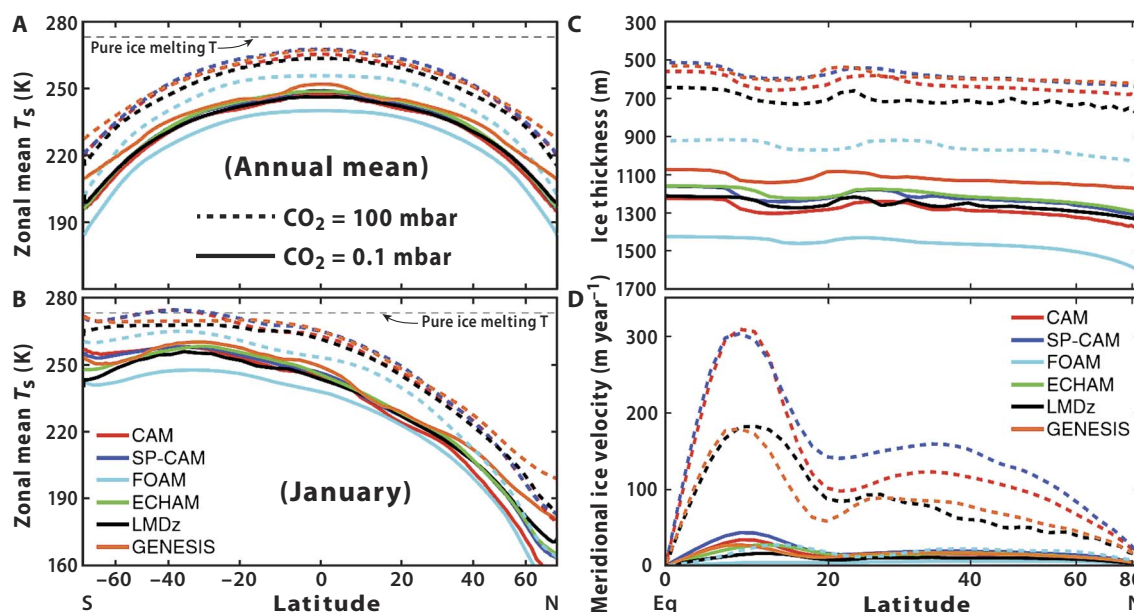 A
280
250
220
190
Zonal mean Ts (K)
Pure ice melting T
(Annual mean)
CO2 = 100 mbar
CO2 = 0.1 mbar
B
280
250
220
190
160
Zonal mean Ts (K)
Pure ice melting T
CAM
SP-CAM
FOAM
ECHAM
LMDz
GENESIS
(January)
−60 −40 −20 0 20 40 60
S Latitude N
C
300
500
700
900
1100
1300
1500
1700
Ice thickness (m)
D
300
200
100
0
Meridional ice velocity (m year−1)
CAM
SP-CAM
FOAM
ECHAM
LMDz
GENESIS
0 20 40 60 80
Eq Latitude N